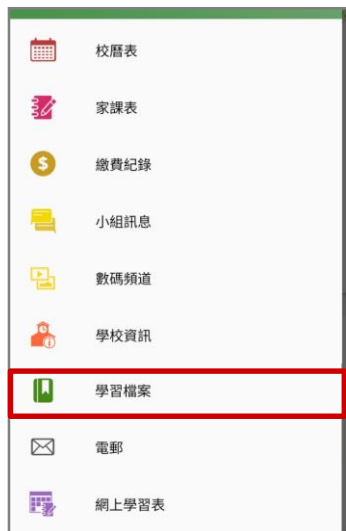 校曆表
家課表
$
繳費紀錄
小組訊息
數碼頻道
學校資訊
學習檔案
電郵
網上學習表